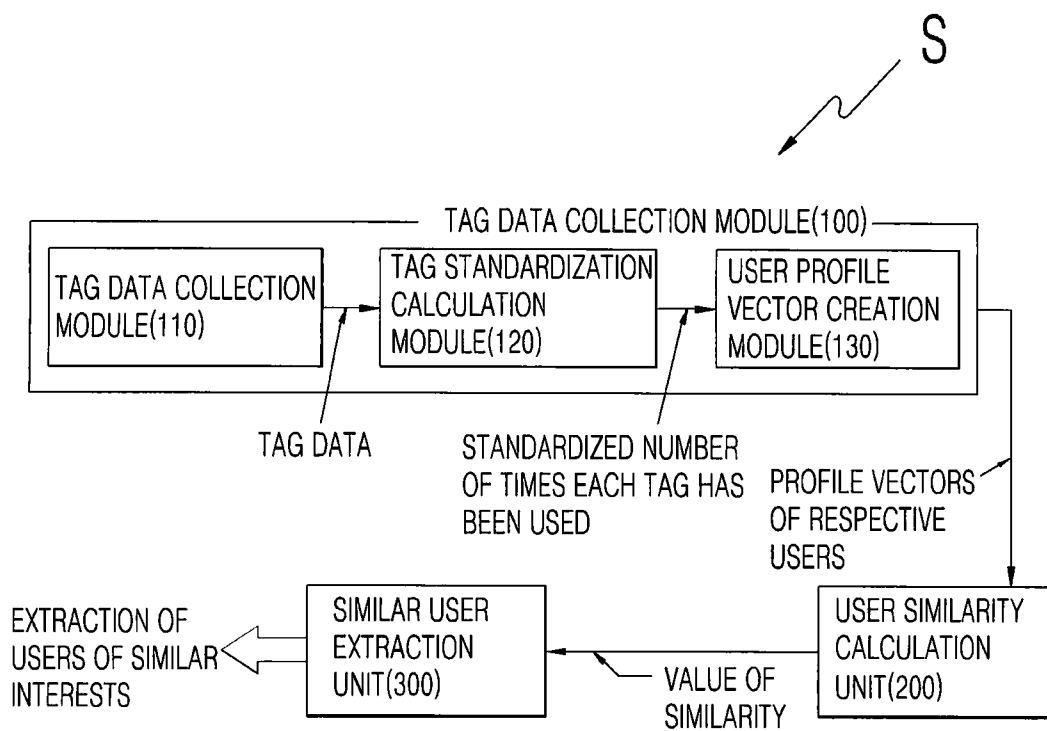 S
TAG DATA COLLECTION MODULE(100)
TAG DATA COLLECTION
MODULE(110)
TAG STANDARDIZATION
CALCULATION
MODULE(120)
USER PROFILE
VECTOR CREATION
MODULE(130)
TAG DATA
STANDARDIZED NUMBER
OF TIMES EACH TAG HAS
BEEN USED
PROFILE VECTORS
OF RESPECTIVE
USERS
EXTRACTION OF
USERS OF SIMILAR
INTERESTS
SIMILAR USER
EXTRACTION
UNIT(300)
VALUE OF
SIMILARITY
USER SIMILARITY
CALCULATION
UNIT(200)